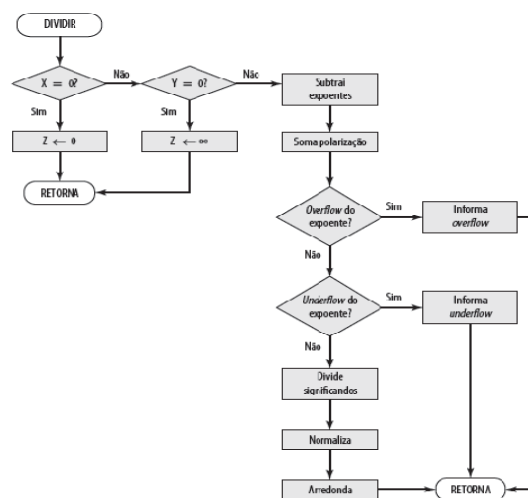 DIVIDIR
X = 0?
Não
Y = 0?
Não
Subtrai
expoentes
Sim
Sim
Z ← 0
Z ← ∞
Soma polarização
RETORNA
Overflow do
expoente?
Sim
Informa
overflow
Não
Underflow do
expoente?
Sim
Informa
underflow
Não
Divide
significandos
Normaliza
Arredonda
RETORNA